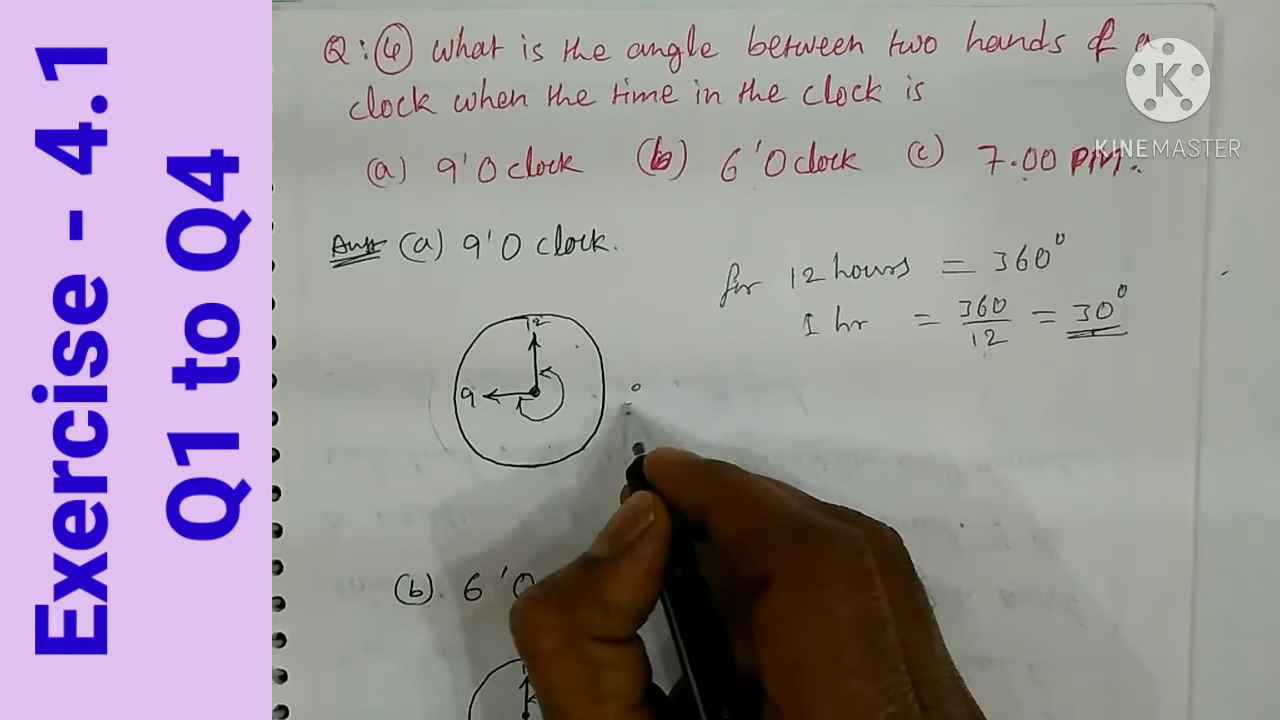 Exercise - 4.1
Q1 to Q4
Q:④ What is the angle between two hands of a
clock when the time in the clock is
(a) 9'O clock (b) 6'O clock (c) 7.00 PM.
K
KINEMASTER
Ans (a) 9'O clock.
for 12 hours = 360°
1 hr = 360/12 = 30°
12
9
(b). 6'O